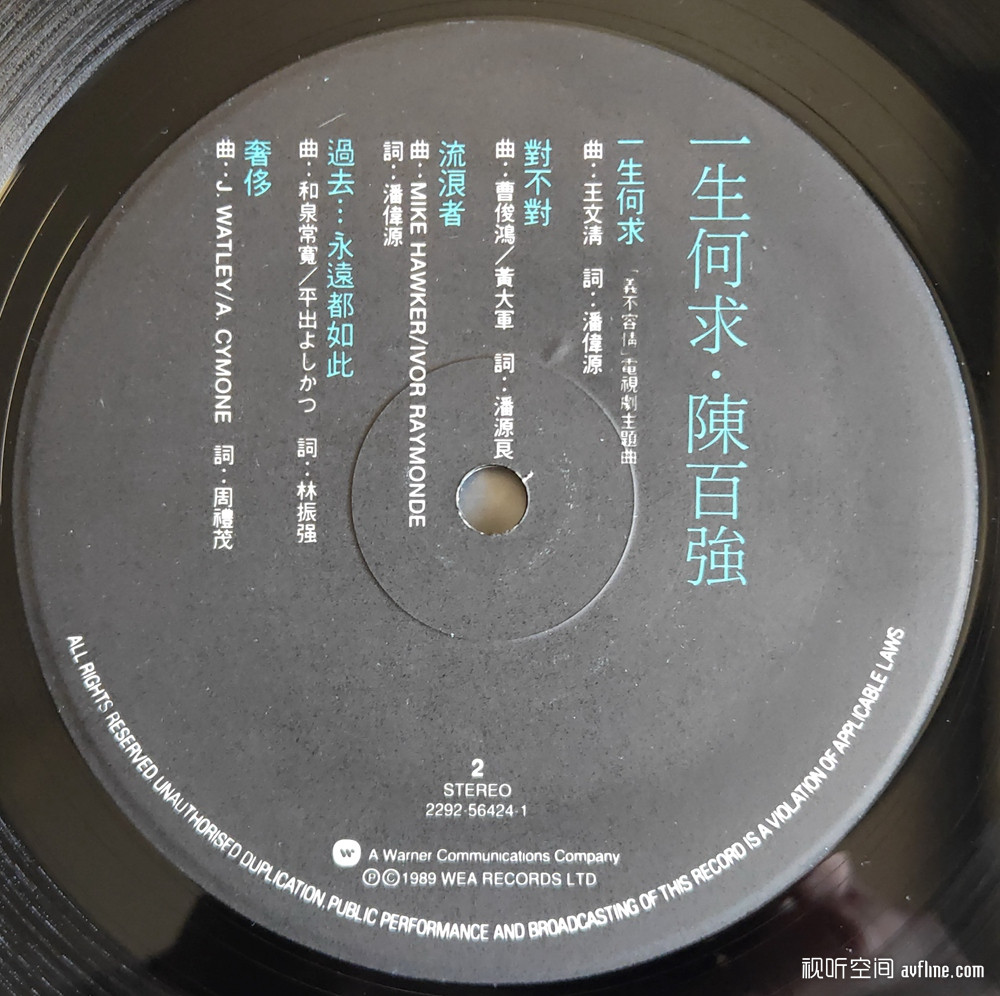 一生何求·陳百強
一生何求 「義不容情」電視劇主題曲
曲：王文清 詞：潘偉源
對不對
曲：曹俊鴻／黃大軍 詞：潘源良
流浪者
曲：MIKE HAWKER/IVOR RAYMONDE
詞：潘偉源
過去…永遠都如此
曲：和泉常寬／平出よしかつ 詞：林振强
奢侈
曲：J. WATLEY/A. CYMONE 詞：周禮茂
2
STEREO
2292-56424-1
A Warner Communications Company
ⓅⒸ1989 WEA RECORDS LTD
ALL RIGHTS RESERVED UNAUTHORISED DUPLICATION, PUBLIC PERFORMANCE AND BROADCASTING OF THIS RECORD IS A VIOLATION OF APPLICABLE LAWS
视听空间 avfline.com